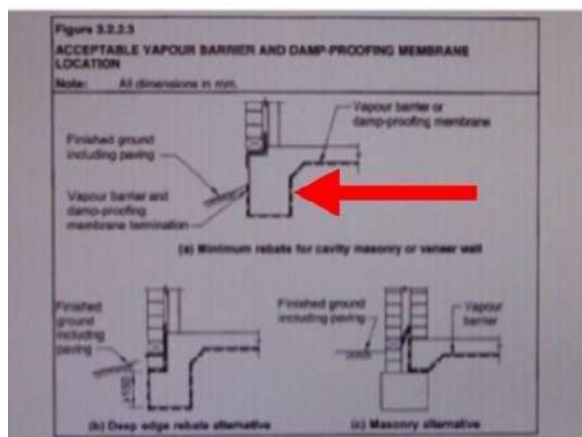 Figure 3.2.2.3
ACCEPTABLE VAPOUR BARRIER AND DAMP-PROOFING MEMBRANE
LOCATION
Note: All dimensions in mm.
Vapour barrier or
damp-proofing membrane
Finished ground
including paving
Vapour barrier and
damp-proofing
membrane termination
(a) Minimum rebate for cavity masonry or veneer wall
Finished
ground
including
paving
(b) Deep edge rebate alternative
Finished ground
including paving
Vapour
barrier
(c) Masonry alternative